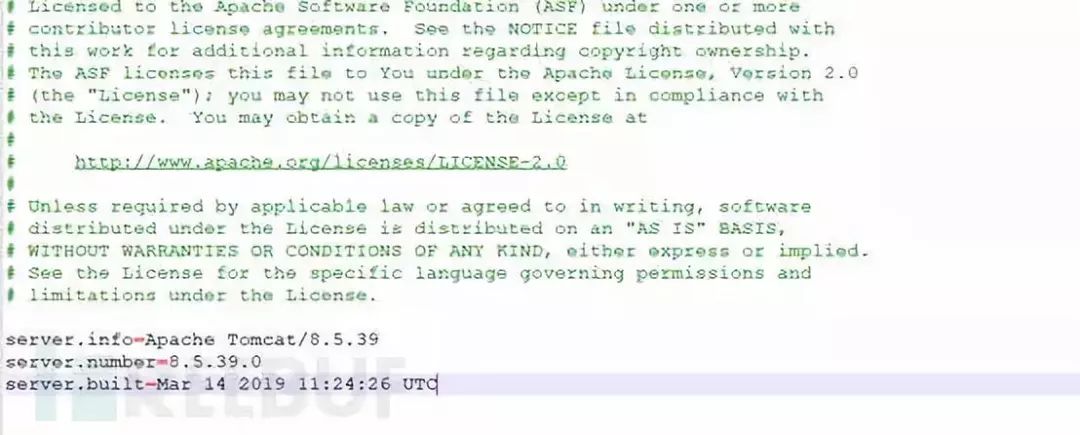 # Licensed to the Apache Software Foundation (ASF) under one or more
# contributor license agreements.  See the NOTICE file distributed with
# this work for additional information regarding copyright ownership.
# The ASF licenses this file to You under the Apache License, Version 2.0
# (the "License"); you may not use this file except in compliance with
# the License.  You may obtain a copy of the License at
#
#     http://www.apache.org/licenses/LICENSE-2.0
#
# Unless required by applicable law or agreed to in writing, software
# distributed under the License is distributed on an "AS IS" BASIS,
# WITHOUT WARRANTIES OR CONDITIONS OF ANY KIND, either express or implied.
# See the License for the specific language governing permissions and
# limitations under the License.
server.info=Apache Tomcat/8.5.39
server.number=8.5.39.0
server.built=Mar 14 2019 11:24:26 UTC
FREEBUF